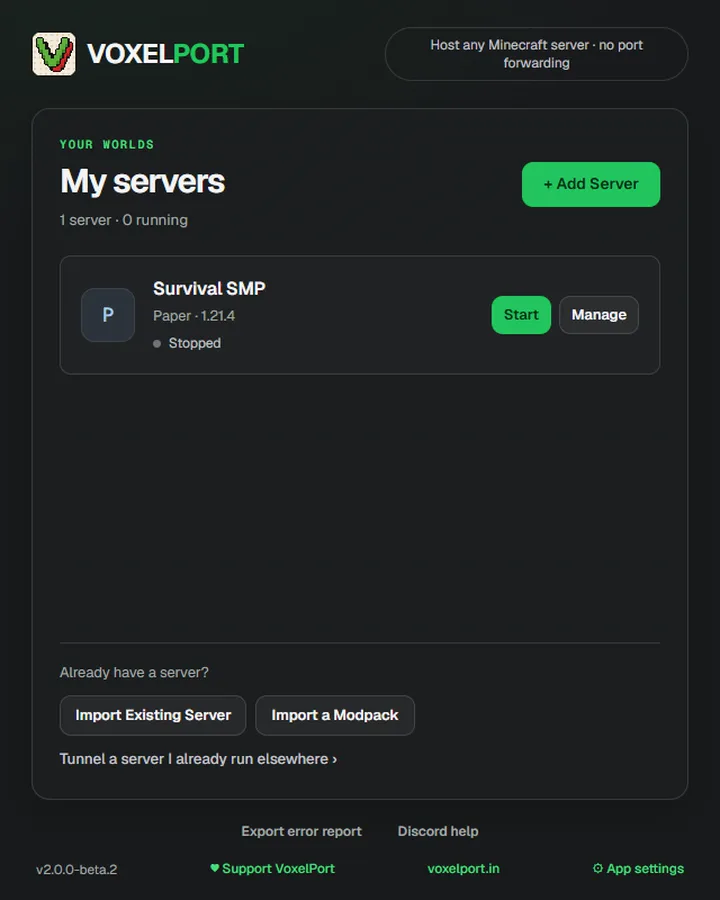 VOXELPORT
Host any Minecraft server · no port
forwarding
YOUR WORLDS
My servers
+ Add Server
1 server · 0 running
P
Survival SMP
Paper · 1.21.4
Stopped
Start
Manage
Already have a server?
Import Existing Server
Import a Modpack
Tunnel a server I already run elsewhere ›
Export error report
Discord help
v2.0.0-beta.2
♥ Support VoxelPort
voxelport.in
⚙ App settings